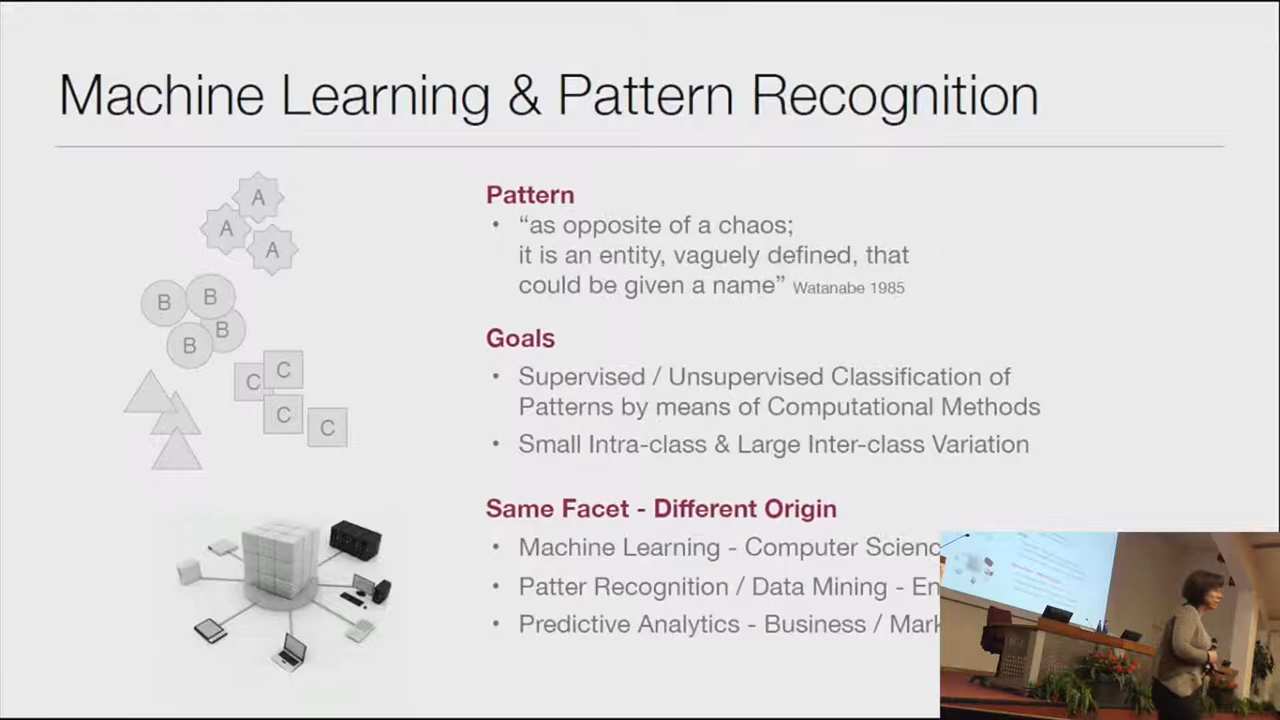 Machine Learning & Pattern Recognition
A
A
A
B
B
B
B
C
C
C
C
Pattern
• “as opposite of a chaos;
it is an entity, vaguely defined, that
could be given a name” Watanabe 1985
Goals
• Supervised / Unsupervised Classification of
Patterns by means of Computational Methods
• Small Intra-class & Large Inter-class Variation
Same Facet - Different Origin
• Machine Learning - Computer Scienc
• Patter Recognition / Data Mining - En
• Predictive Analytics - Business / Mark